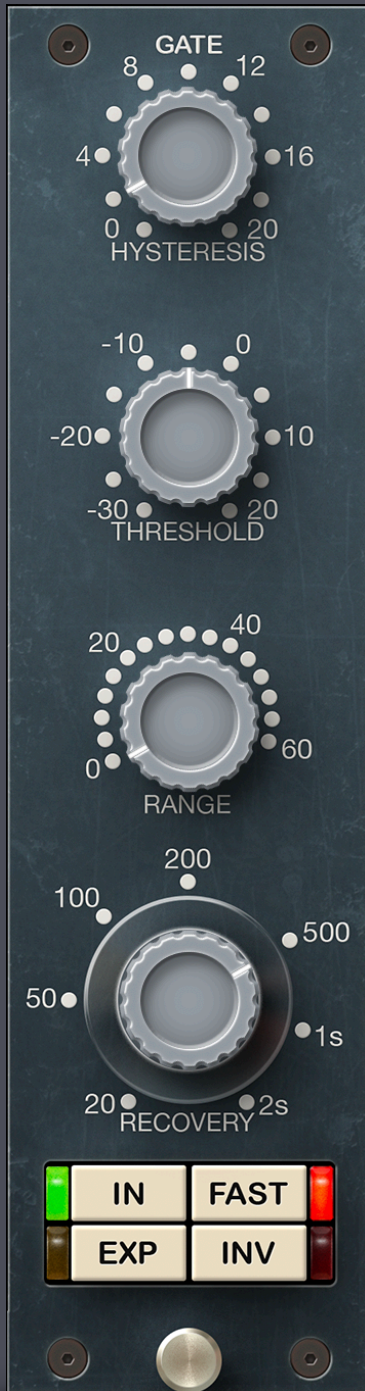 GATE
8 12
4 16
0 20
HYSTERESIS
-10 0
-20 10
-30 20
THRESHOLD
20 40
0 60
RANGE
200
100 500
50 1s
20 2s
RECOVERY
IN FAST
EXP INV